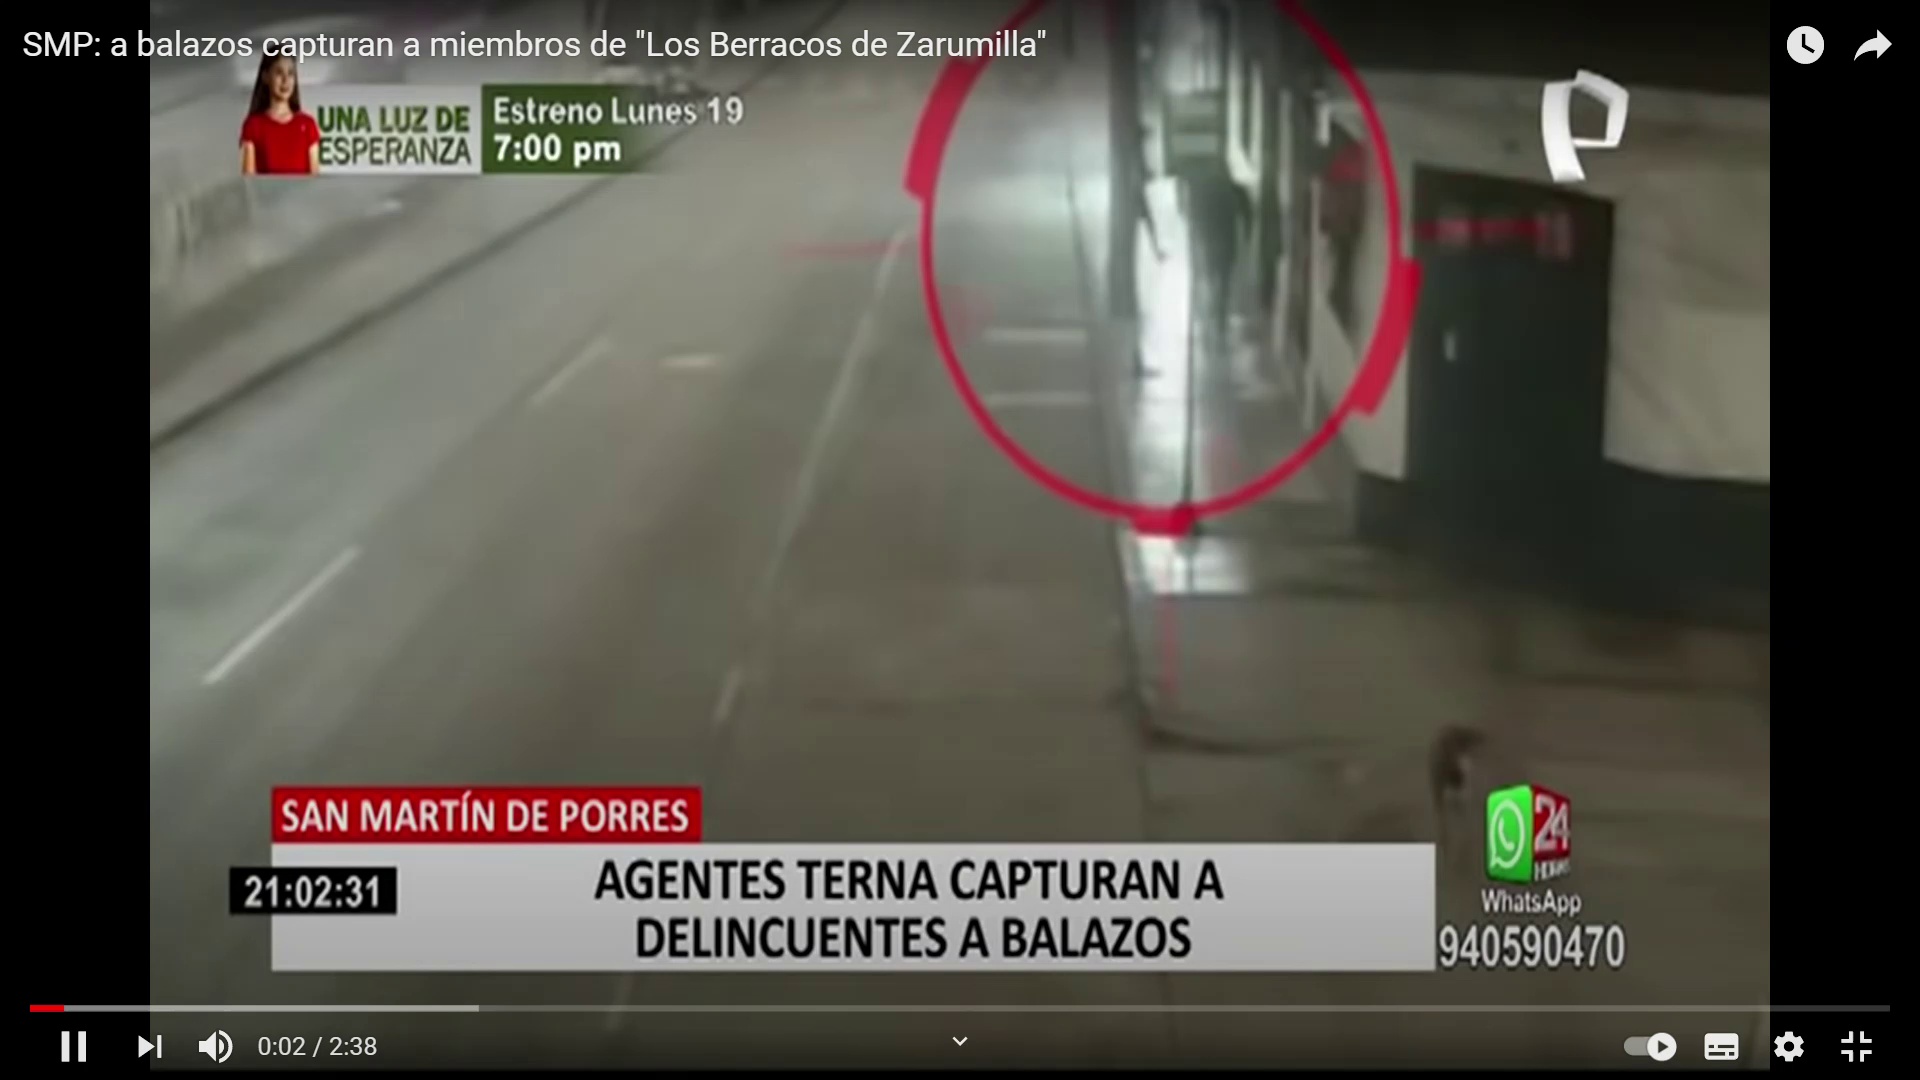 SMP: a balazos capturan a miembros de "Los Berracos de Zarumilla"
UNA LUZ DE
ESPERANZA
Estreno Lunes 19
7:00 pm
SAN MARTÍN DE PORRES
21:02:31
AGENTES TERNA CAPTURAN A
DELINCUENTES A BALAZOS
24
HORAS
WhatsApp
940590470
0:02 / 2:38